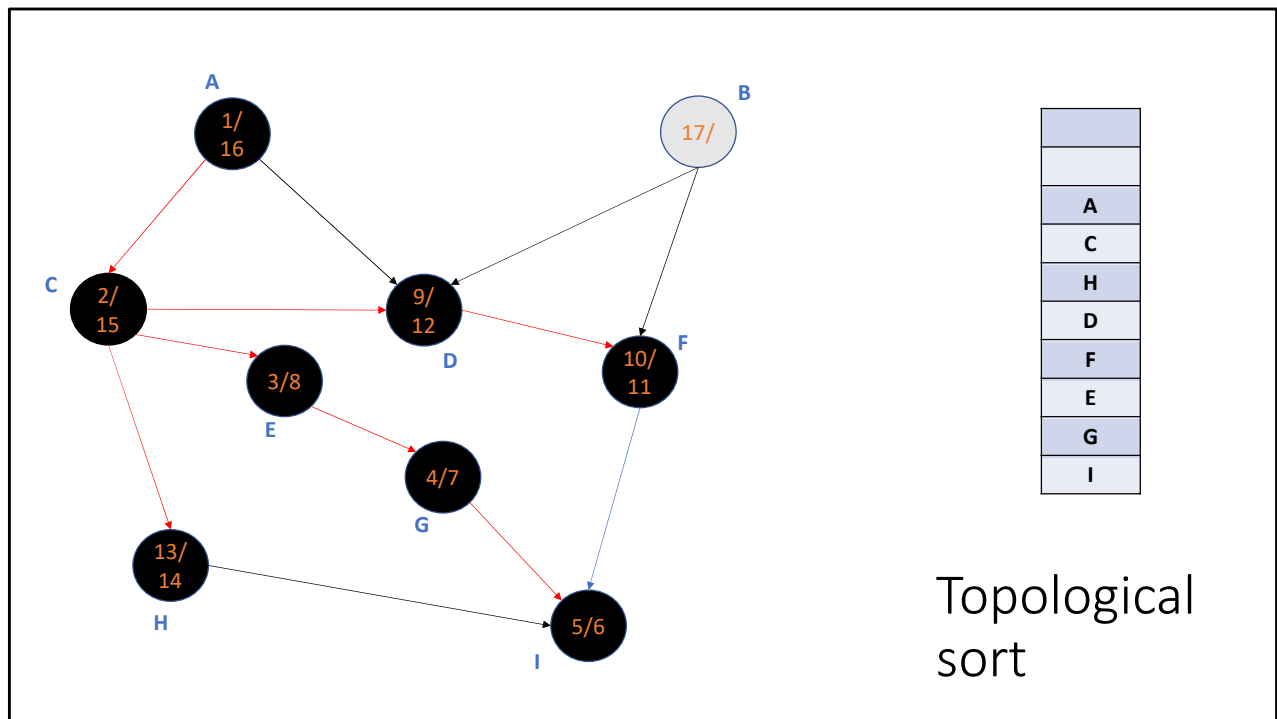 A
B
1/
16
17/
A
C
C
2/
15
9/
12
H
D
F
D
10/
11
F
3/8
E
E
G
4/7
I
G
13/
14
H
5/6
I
Topological
sort